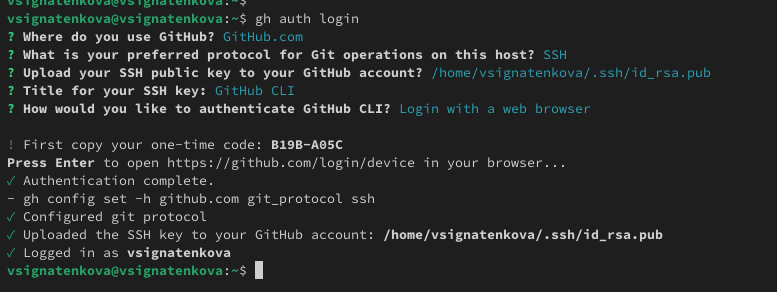 vsignatenkova@vsignatenkova:~$
vsignatenkova@vsignatenkova:~$ gh auth login
? Where do you use GitHub? GitHub.com
? What is your preferred protocol for Git operations on this host? SSH
? Upload your SSH public key to your GitHub account? /home/vsignatenkova/.ssh/id_rsa.pub
? Title for your SSH key: GitHub CLI
? How would you like to authenticate GitHub CLI? Login with a web browser
! First copy your one-time code: B19B-A05C
Press Enter to open https://github.com/login/device in your browser...
✓ Authentication complete.
- gh config set -h github.com git_protocol ssh
✓ Configured git protocol
✓ Uploaded the SSH key to your GitHub account: /home/vsignatenkova/.ssh/id_rsa.pub
✓ Logged in as vsignatenkova
vsignatenkova@vsignatenkova:~$